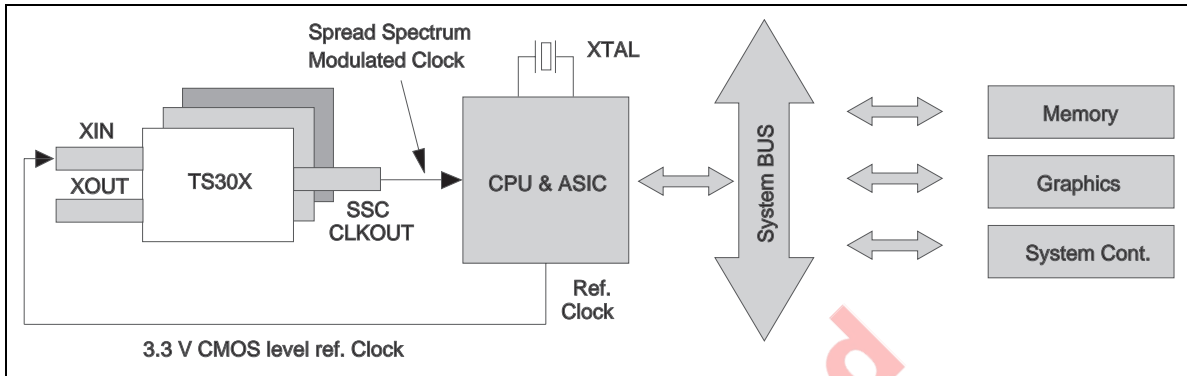 Spread Spectrum
Modulated Clock
XTAL
XIN
XOUT
TS30X
SSC
CLKOUT
CPU & ASIC
Ref.
Clock
3.3 V CMOS level ref. Clock
System BUS
Memory
Graphics
System Cont.
d